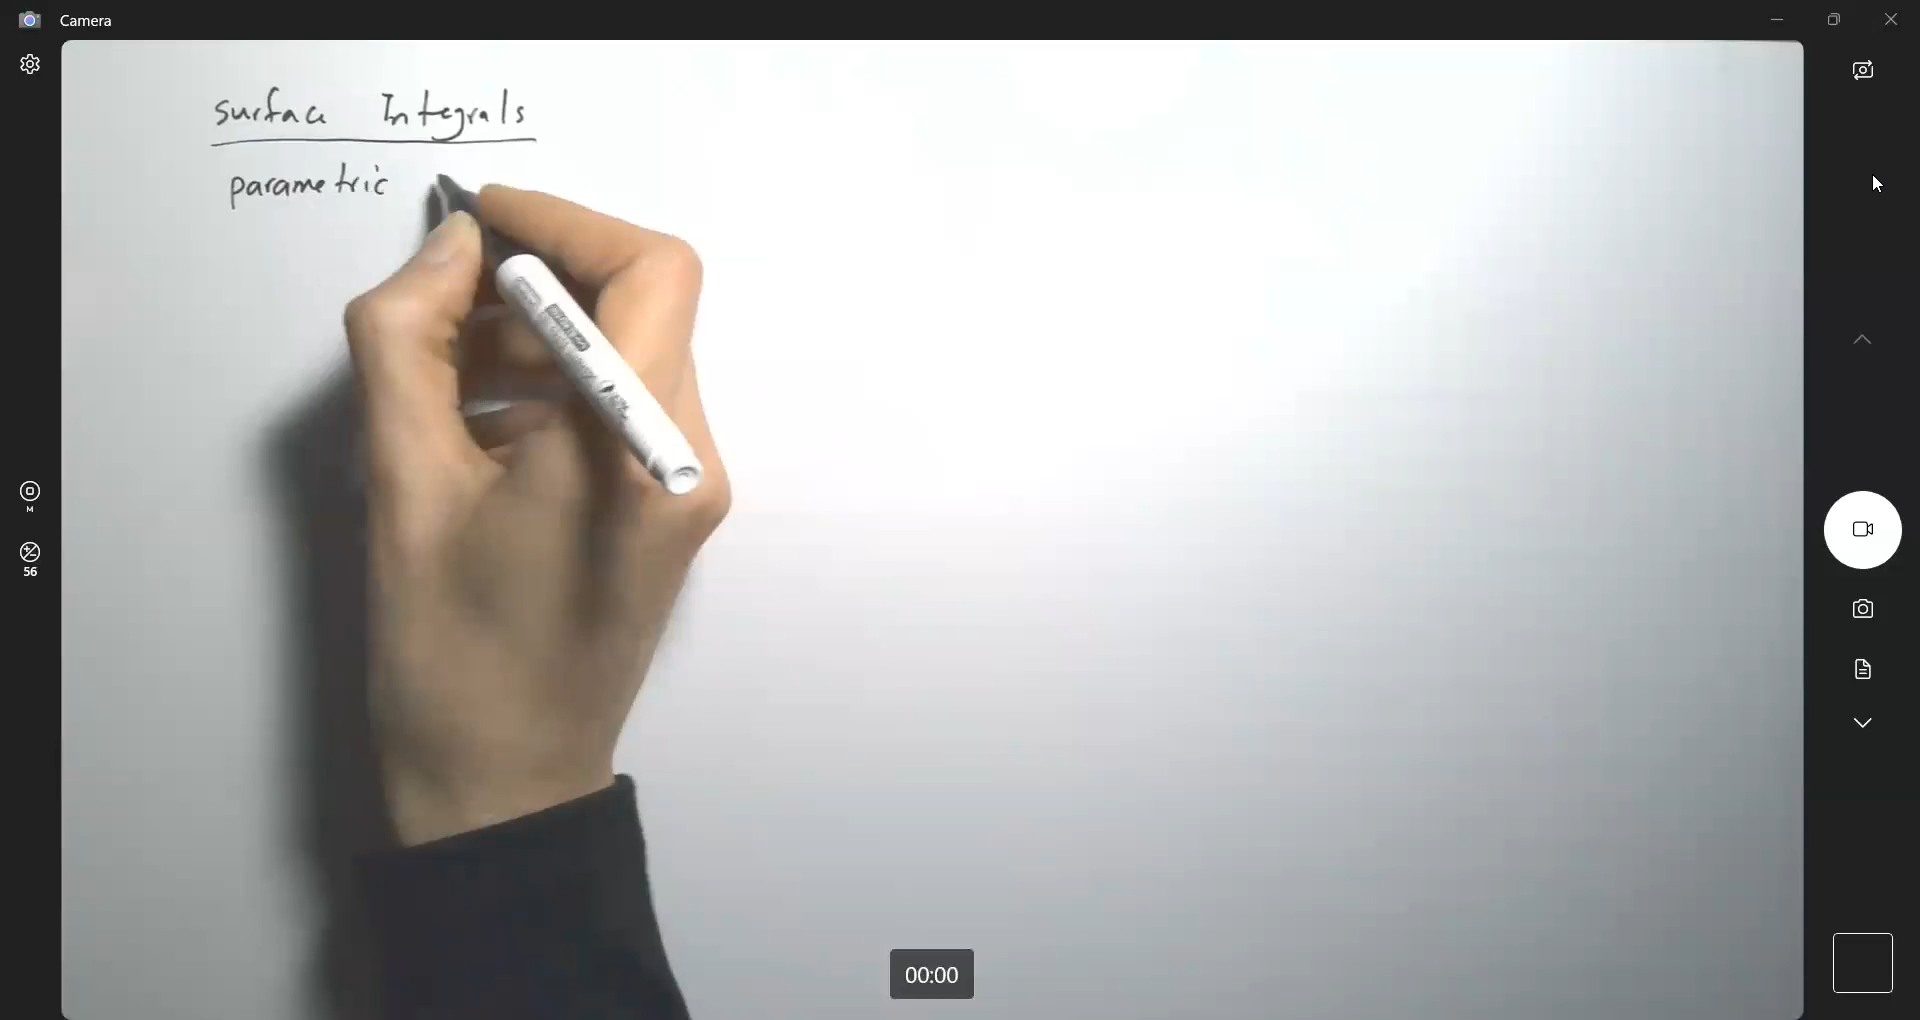 Camera
surface Integrals
parametric
M
56
00:00